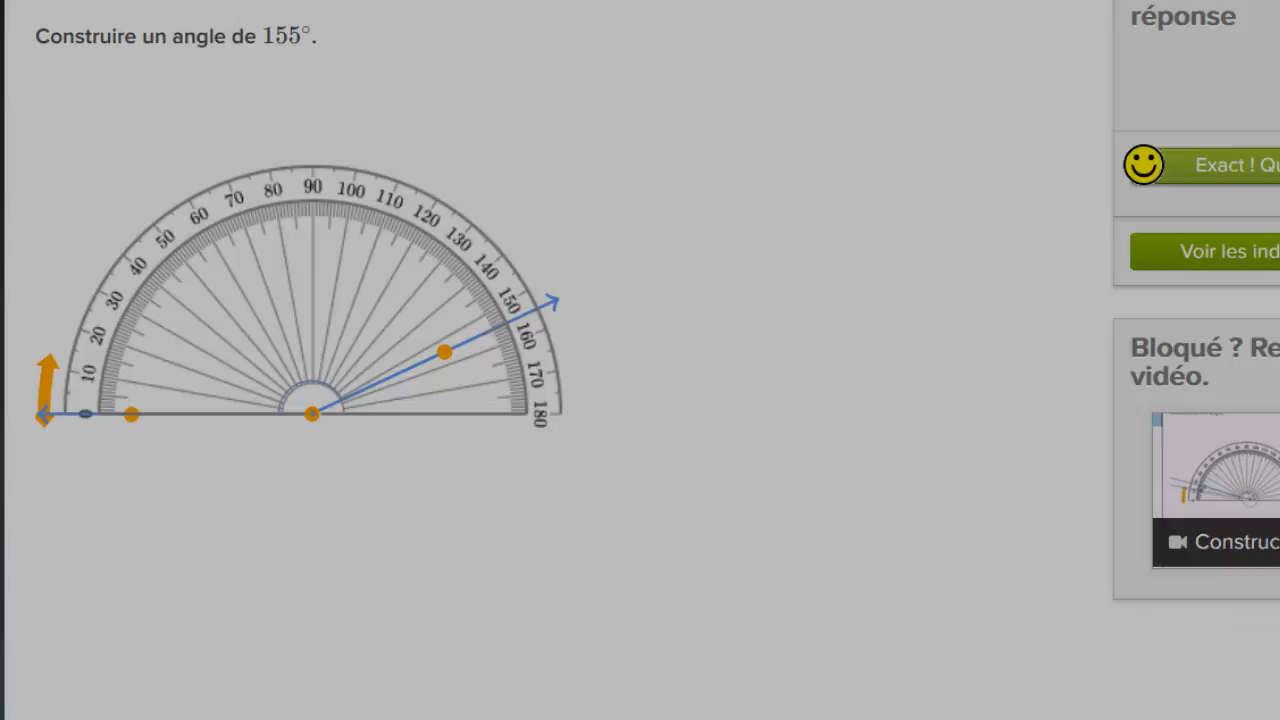 Construire un angle de 155°.
0
10
20
30
40
50
60
70
80
90
100
110
120
130
140
150
160
170
180
réponse
Exact ! Qu
Voir les ind
Bloqué ? Re
vidéo.
Construc